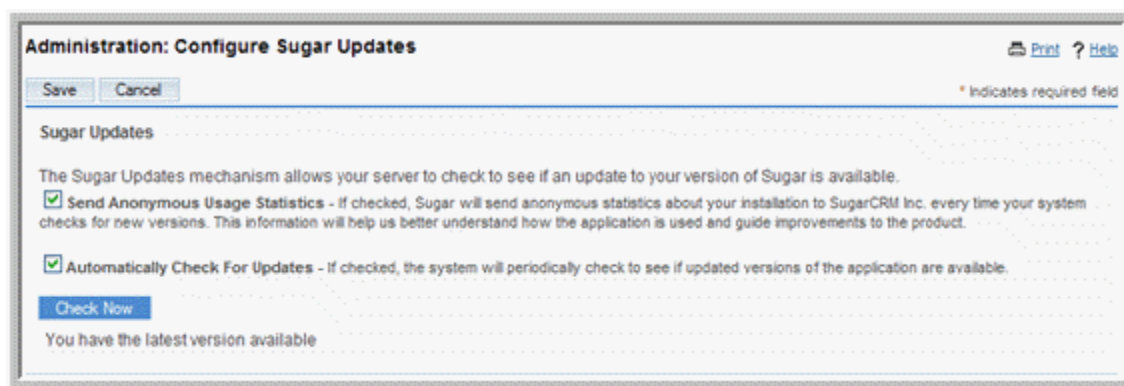 Administration: Configure Sugar Updates
Print ? Help
Save Cancel
* Indicates required field
Sugar Updates
The Sugar Updates mechanism allows your server to check to see if an update to your version of Sugar is available.
Send Anonymous Usage Statistics - If checked, Sugar will send anonymous statistics about your installation to SugarCRM Inc. every time your system
checks for new versions. This information will help us better understand how the application is used and guide improvements to the product.
Automatically Check For Updates - If checked, the system will periodically check to see if updated versions of the application are available.
Check Now
You have the latest version available